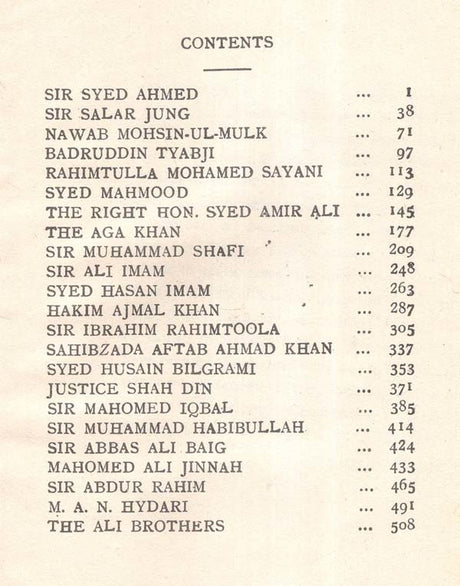 CONTENTS
SIR SYED AHMED ... 1
SIR SALAR JUNG ... 38
NAWAB MOHSIN-UL-MULK ... 71
BADRUDDIN TYABJI ... 97
RAHIMTULLA MOHAMED SAYANI ... 113
SYED MAHMOOD ... 129
THE RIGHT HON. SYED AMIR ALI ... 145
THE AGA KHAN ... 177
SIR MUHAMMAD SHAFI ... 209
SIR ALI IMAM ... 248
SYED HASAN IMAM ... 263
HAKIM AJMAL KHAN ... 287
SIR IBRAHIM RAHIMTOOLA ... 305
SAHIBZADA AFTAB AHMAD KHAN ... 337
SYED HUSAIN BILGRAMI ... 353
JUSTICE SHAH DIN ... 371
SIR MAHOMED IQBAL ... 385
SIR MUHAMMAD HABIBULLAH ... 414
SIR ABBAS ALI BAIG ... 424
MAHOMED ALI JINNAH ... 433
SIR ABDUR RAHIM ... 465
M. A. N. HYDARI ... 491
THE ALI BROTHERS ... 508